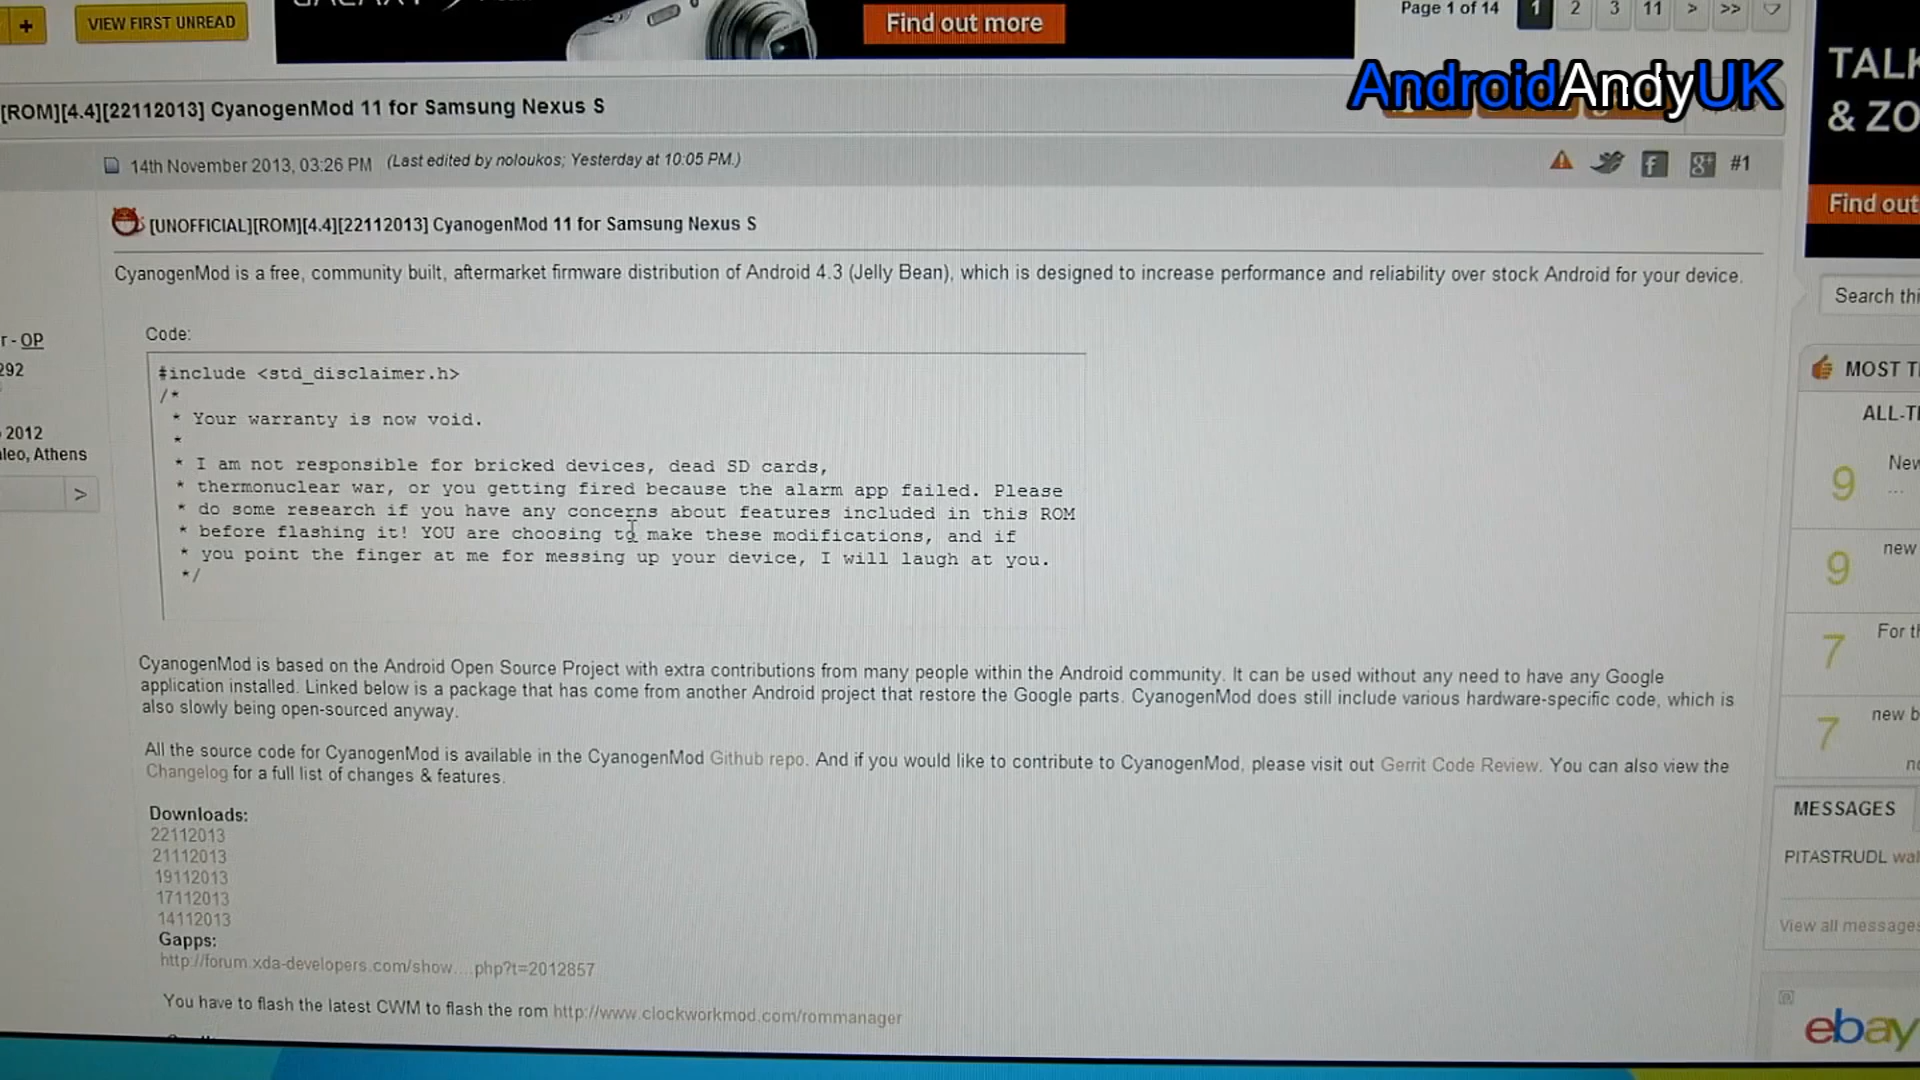 GALAXY
+
VIEW FIRST UNREAD
Find out more
Page 1 of 14
1 2 3 11 > >>
AndroidAndyUK
TALK
& ZO
[ROM][4.4][22112013] CyanogenMod 11 for Samsung Nexus S
14th November 2013, 03:26 PM (Last edited by noloukos; Yesterday at 10:05 PM.)
f g+ #1
Find out
[UNOFFICIAL][ROM][4.4][22112013] CyanogenMod 11 for Samsung Nexus S
CyanogenMod is a free, community built, aftermarket firmware distribution of Android 4.3 (Jelly Bean), which is designed to increase performance and reliability over stock Android for your device.
Search thi
Code:
r - OP
292
2012
leo, Athens
>
#include <std_disclaimer.h>
/*
* Your warranty is now void.
*
* I am not responsible for bricked devices, dead SD cards,
* thermonuclear war, or you getting fired because the alarm app failed. Please
* do some research if you have any concerns about features included in this ROM
* before flashing it! YOU are choosing to make these modifications, and if
* you point the finger at me for messing up your device, I will laugh at you.
*/
MOST T
ALL-TI
9 New
...
9 new
7 For th
7 new b
CyanogenMod is based on the Android Open Source Project with extra contributions from many people within the Android community. It can be used without any need to have any Google
application installed. Linked below is a package that has come from another Android project that restore the Google parts. CyanogenMod does still include various hardware-specific code, which is
also slowly being open-sourced anyway.
All the source code for CyanogenMod is available in the CyanogenMod Github repo. And if you would like to contribute to CyanogenMod, please visit out Gerrit Code Review. You can also view the
Changelog for a full list of changes & features.
Downloads:
22112013
21112013
19112013
17112013
14112013
Gapps:
http://forum.xda-developers.com/show....php?t=2012857
You have to flash the latest CWM to flash the rom http://www.clockworkmod.com/rommanager
MESSAGES
PITASTRUDL wal
View all messages
ebay